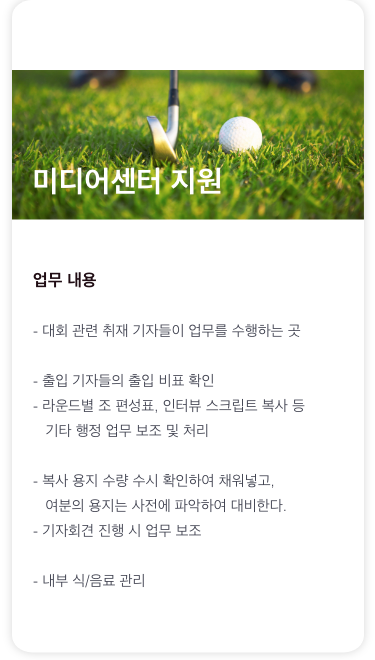 미디어센터 지원
업무 내용
- 대회 관련 취재 기자들이 업무를 수행하는 곳
- 출입 기자들의 출입 비표 확인
- 라운드별 조 편성표, 인터뷰 스크립트 복사 등
기타 행정 업무 보조 및 처리
- 복사 용지 수량 수시 확인하여 채워넣고,
여분의 용지는 사전에 파악하여 대비한다.
- 기자회견 진행 시 업무 보조
- 내부 식/음료 관리